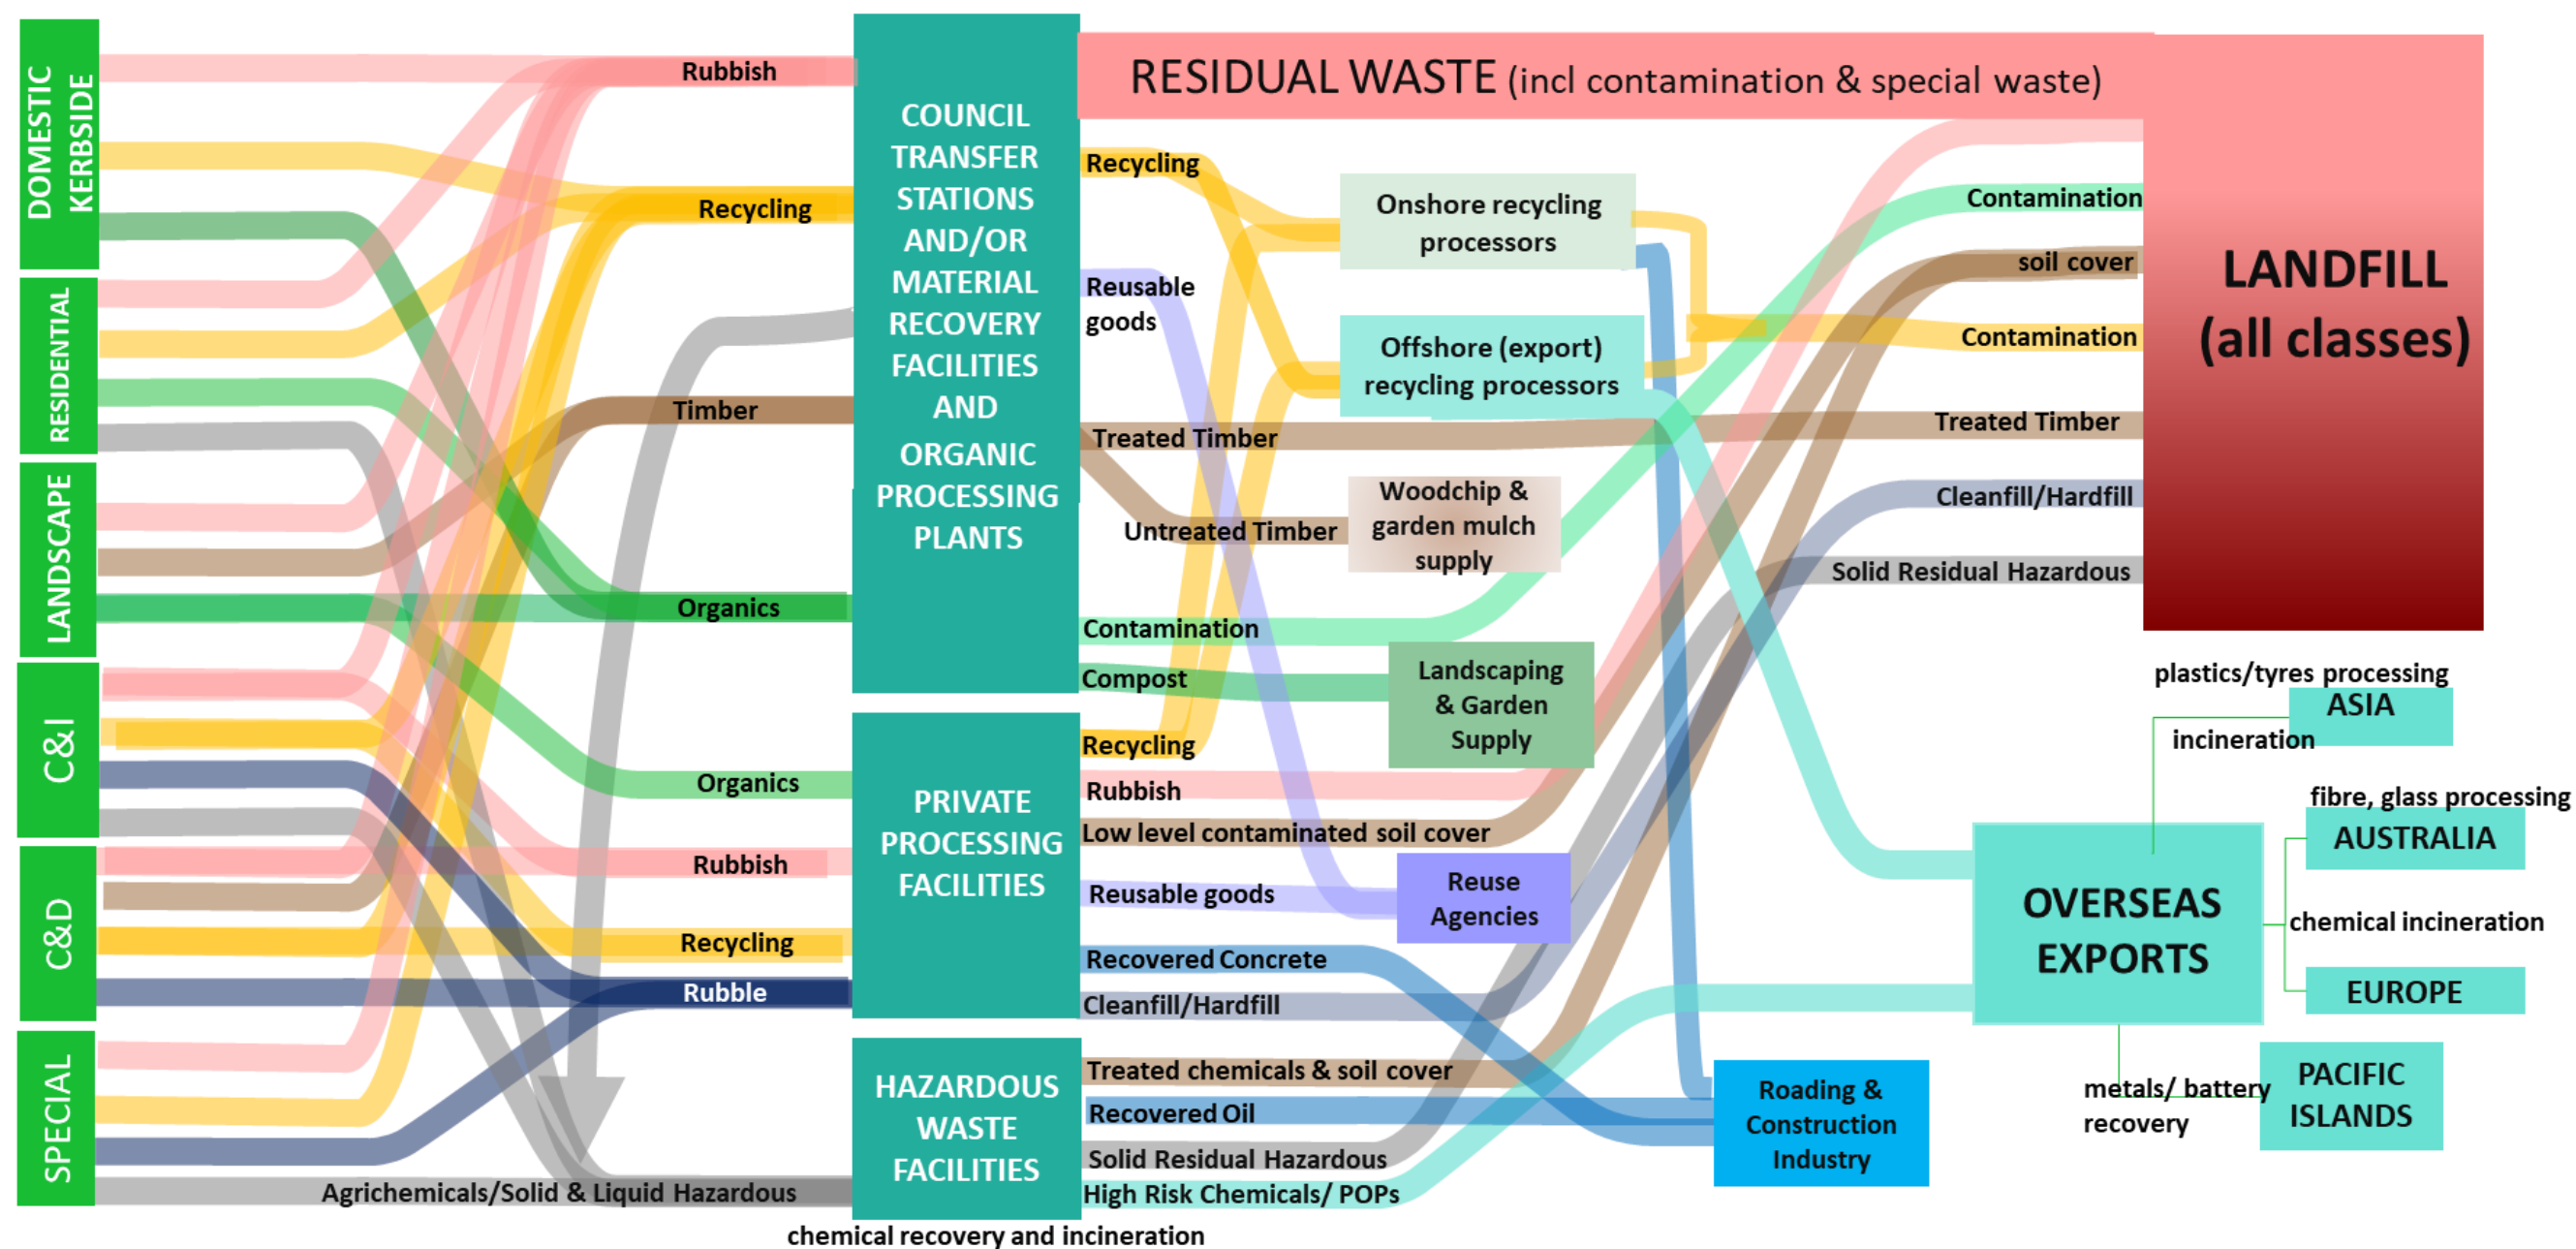 DOMESTIC
KERBSIDE
RESIDENTIAL
LANDSCAPE
C&I
C&D
SPECIAL
Rubbish
Recycling
Timber
Organics
Organics
Rubbish
Recycling
Rubble
Agrichemicals/Solid & Liquid Hazardous
COUNCIL
TRANSFER
STATIONS
AND/OR
MATERIAL
RECOVERY
FACILITIES
AND
ORGANIC
PROCESSING
PLANTS
PRIVATE
PROCESSING
FACILITIES
HAZARDOUS
WASTE
FACILITIES
chemical recovery and incineration
RESIDUAL WASTE (incl contamination & special waste)
Recycling
Reusable
goods
Treated Timber
Untreated Timber
Contamination
Compost
Recycling
Rubbish
Low level contaminated soil cover
Reusable goods
Recovered Concrete
Cleanfill/Hardfill
Treated chemicals & soil cover
Recovered Oil
Solid Residual Hazardous
High Risk Chemicals/ POPs
Onshore recycling
processors
Offshore (export)
recycling processors
Woodchip &
garden mulch
supply
Landscaping
& Garden
Supply
Reuse
Agencies
Roading &
Construction
Industry
Contamination
soil cover
Contamination
Treated Timber
Cleanfill/Hardfill
Solid Residual Hazardous
LANDFILL
(all classes)
plastics/tyres processing
ASIA
incineration
fibre, glass processing
AUSTRALIA
OVERSEAS
EXPORTS
chemical incineration
EUROPE
metals/ battery
recovery
PACIFIC
ISLANDS